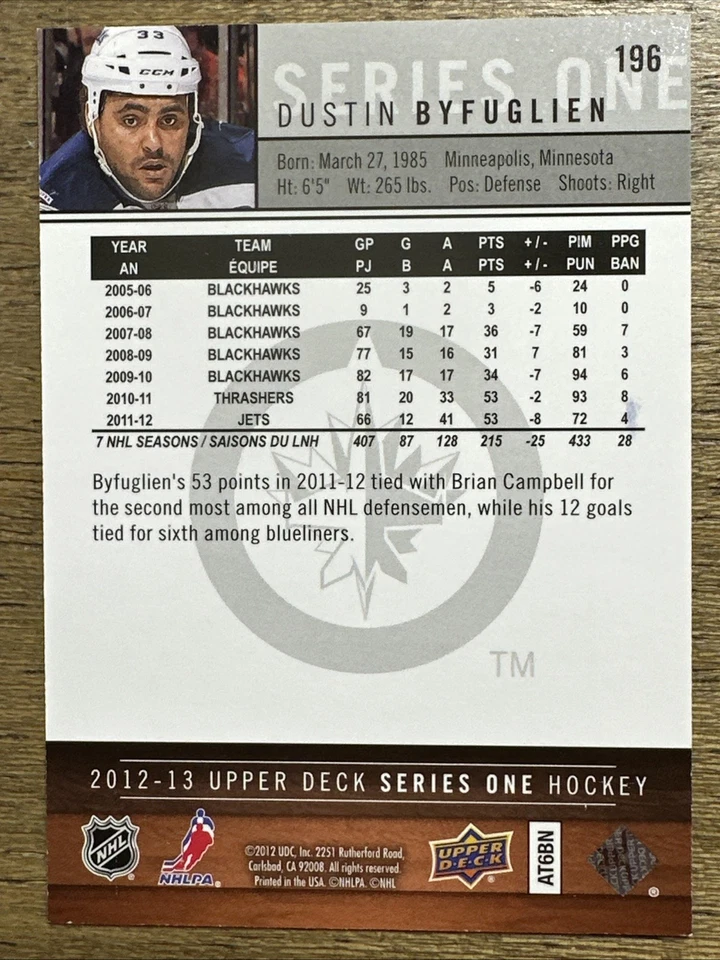 33
CCM
196
SERIES ONE
DUSTIN BYFUGLIEN
Born: March 27, 1985 Minneapolis, Minnesota
Ht: 6'5" Wt: 265 lbs. Pos: Defense Shoots: Right
YEAR TEAM GP G A PTS +/- PIM PPG
AN ÉQUIPE PJ B A PTS +/- PUN BAN
2005-06 BLACKHAWKS 25 3 2 5 -6 24 0
2006-07 BLACKHAWKS 9 1 2 3 -2 10 0
2007-08 BLACKHAWKS 67 19 17 36 -7 59 7
2008-09 BLACKHAWKS 77 15 16 31 7 81 3
2009-10 BLACKHAWKS 82 17 17 34 -7 94 6
2010-11 THRASHERS 81 20 33 53 -2 93 8
2011-12 JETS 66 12 41 53 -8 72 4
7 NHL SEASONS / SAISONS DU LNH 407 87 128 215 -25 433 28
Byfuglien's 53 points in 2011-12 tied with Brian Campbell for
the second most among all NHL defensemen, while his 12 goals
tied for sixth among blueliners.
TM
2012-13 UPPER DECK SERIES ONE HOCKEY
NHL
NHLPA
©2012 UDC, Inc. 2251 Rutherford Road,
Carlsbad, CA 92008. All rights reserved.
Printed in the USA. ©NHLPA. ©NHL
UPPER DECK
AT6BN
®